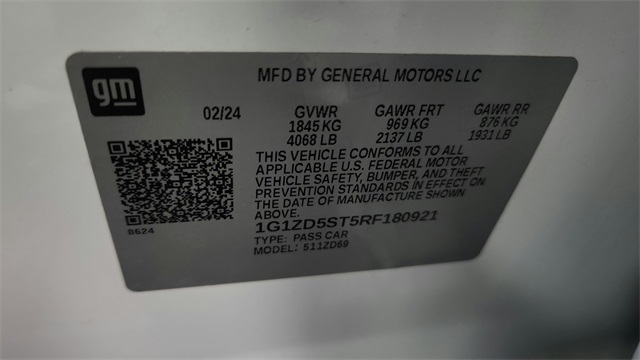 gm
MFD BY GENERAL MOTORS LLC
02/24 GVWR GAWR FRT GAWR RR
1845 KG 969 KG 876 KG
4068 LB 2137 LB 1931 LB
THIS VEHICLE CONFORMS TO ALL
APPLICABLE U.S. FEDERAL MOTOR
VEHICLE SAFETY, BUMPER, AND THEFT
PREVENTION STANDARDS IN EFFECT ON
THE DATE OF MANUFACTURE SHOWN
ABOVE.
8624
1G1ZD5ST5RF180921
TYPE: PASS CAR
MODEL: 511ZD69